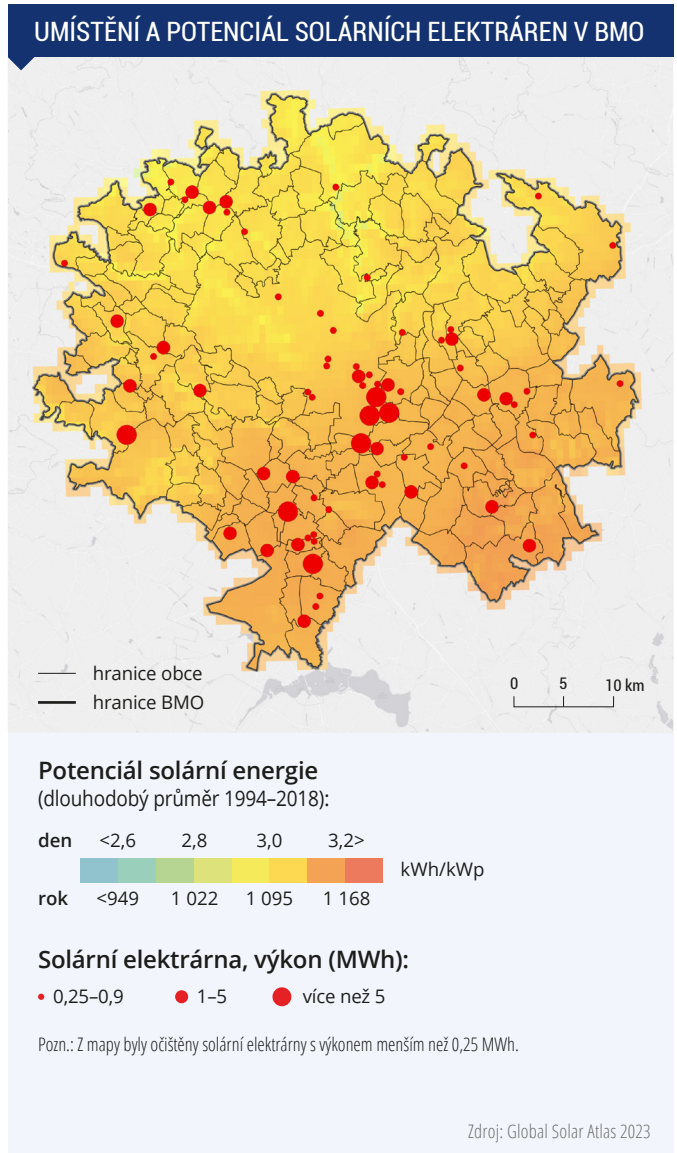 UMÍSTĚNÍ A POTENCIÁL SOLÁRNÍCH ELEKTRÁREN V BMO
hranice obce
hranice BMO
0 5 10 km
Potenciál solární energie
(dlouhodobý průměr 1994–2018):
den <2,6 2,8 3,0 3,2>
kWh/kWp
rok <949 1 022 1 095 1 168
Solární elektrárna, výkon (MWh):
0,25–0,9 1–5 více než 5
Pozn.: Z mapy byly očištěny solární elektrárny s výkonem menším než 0,25 MWh.
Zdroj: Global Solar Atlas 2023